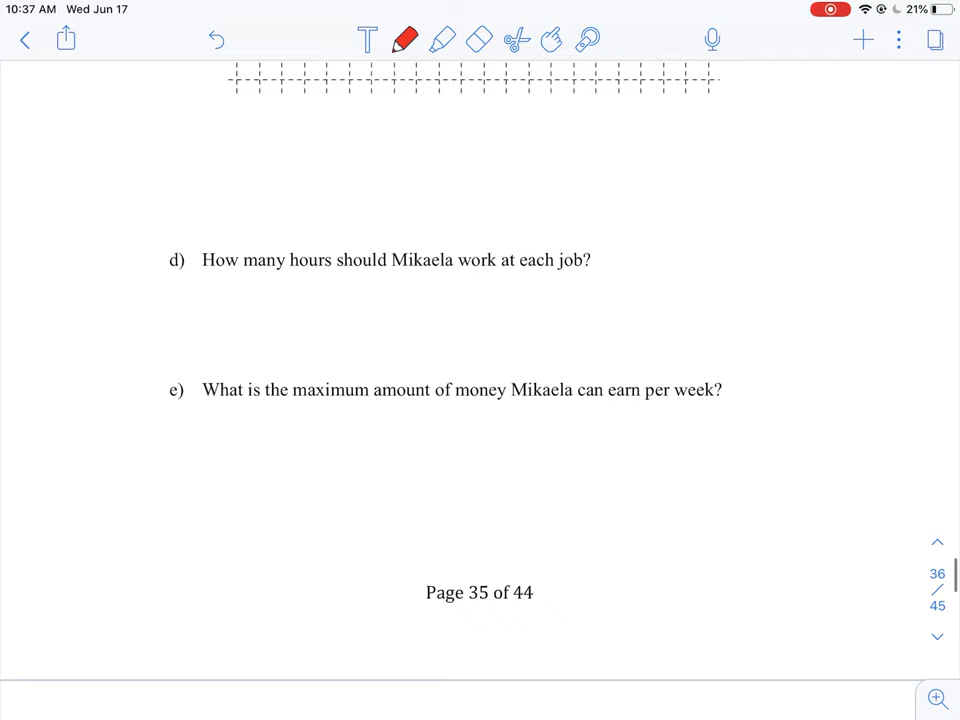 10:37 AM Wed Jun 17
21%
T
d) How many hours should Mikaela work at each job?
e) What is the maximum amount of money Mikaela can earn per week?
36
/
45
Page 35 of 44